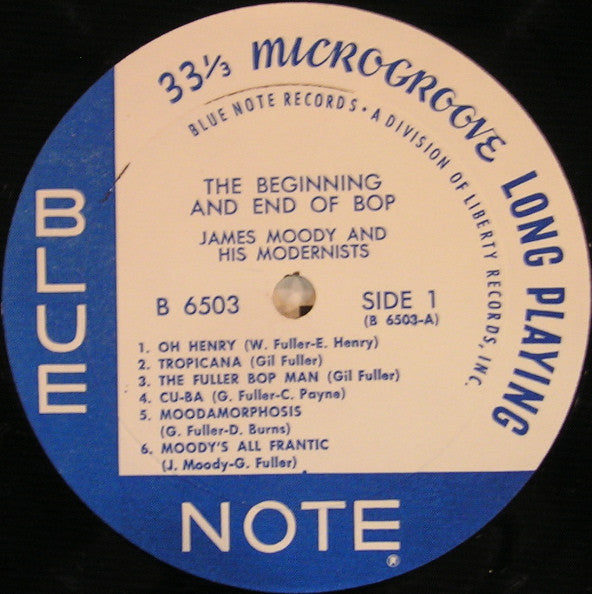 33⅓ MICROGROOVE LONG PLAYING
BLUE NOTE RECORDS • A DIVISION OF LIBERTY RECORDS, INC.
THE BEGINNING
AND END OF BOP
JAMES MOODY AND
HIS MODERNISTS
B 6503
SIDE 1
(B 6503-A)
1. OH HENRY (W. Fuller-E. Henry)
2. TROPICANA (Gil Fuller)
3. THE FULLER BOP MAN (Gil Fuller)
4. CU-BA (G. Fuller-C. Payne)
5. MOODAMORPHOSIS
(G. Fuller-D. Burns)
6. MOODY'S ALL FRANTIC
(J. Moody-G. Fuller)
BLUE
NOTE®